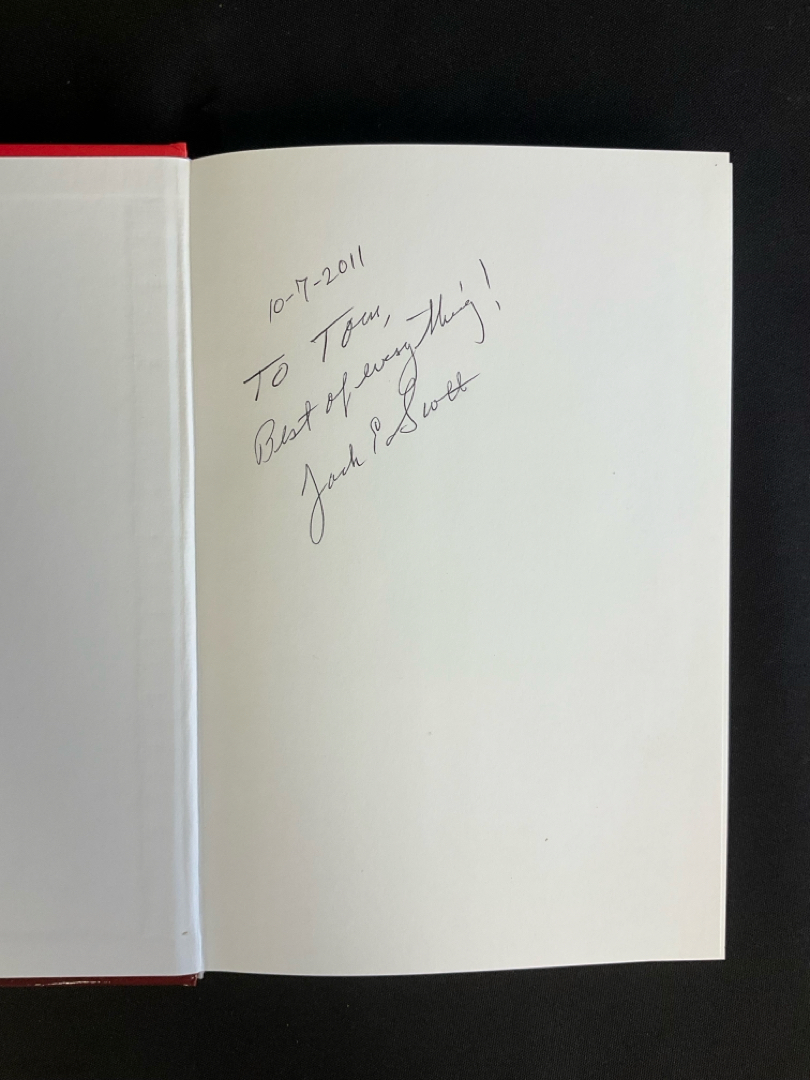 10-7-2011
To Tom,
Best of everything!
Jack E Scott